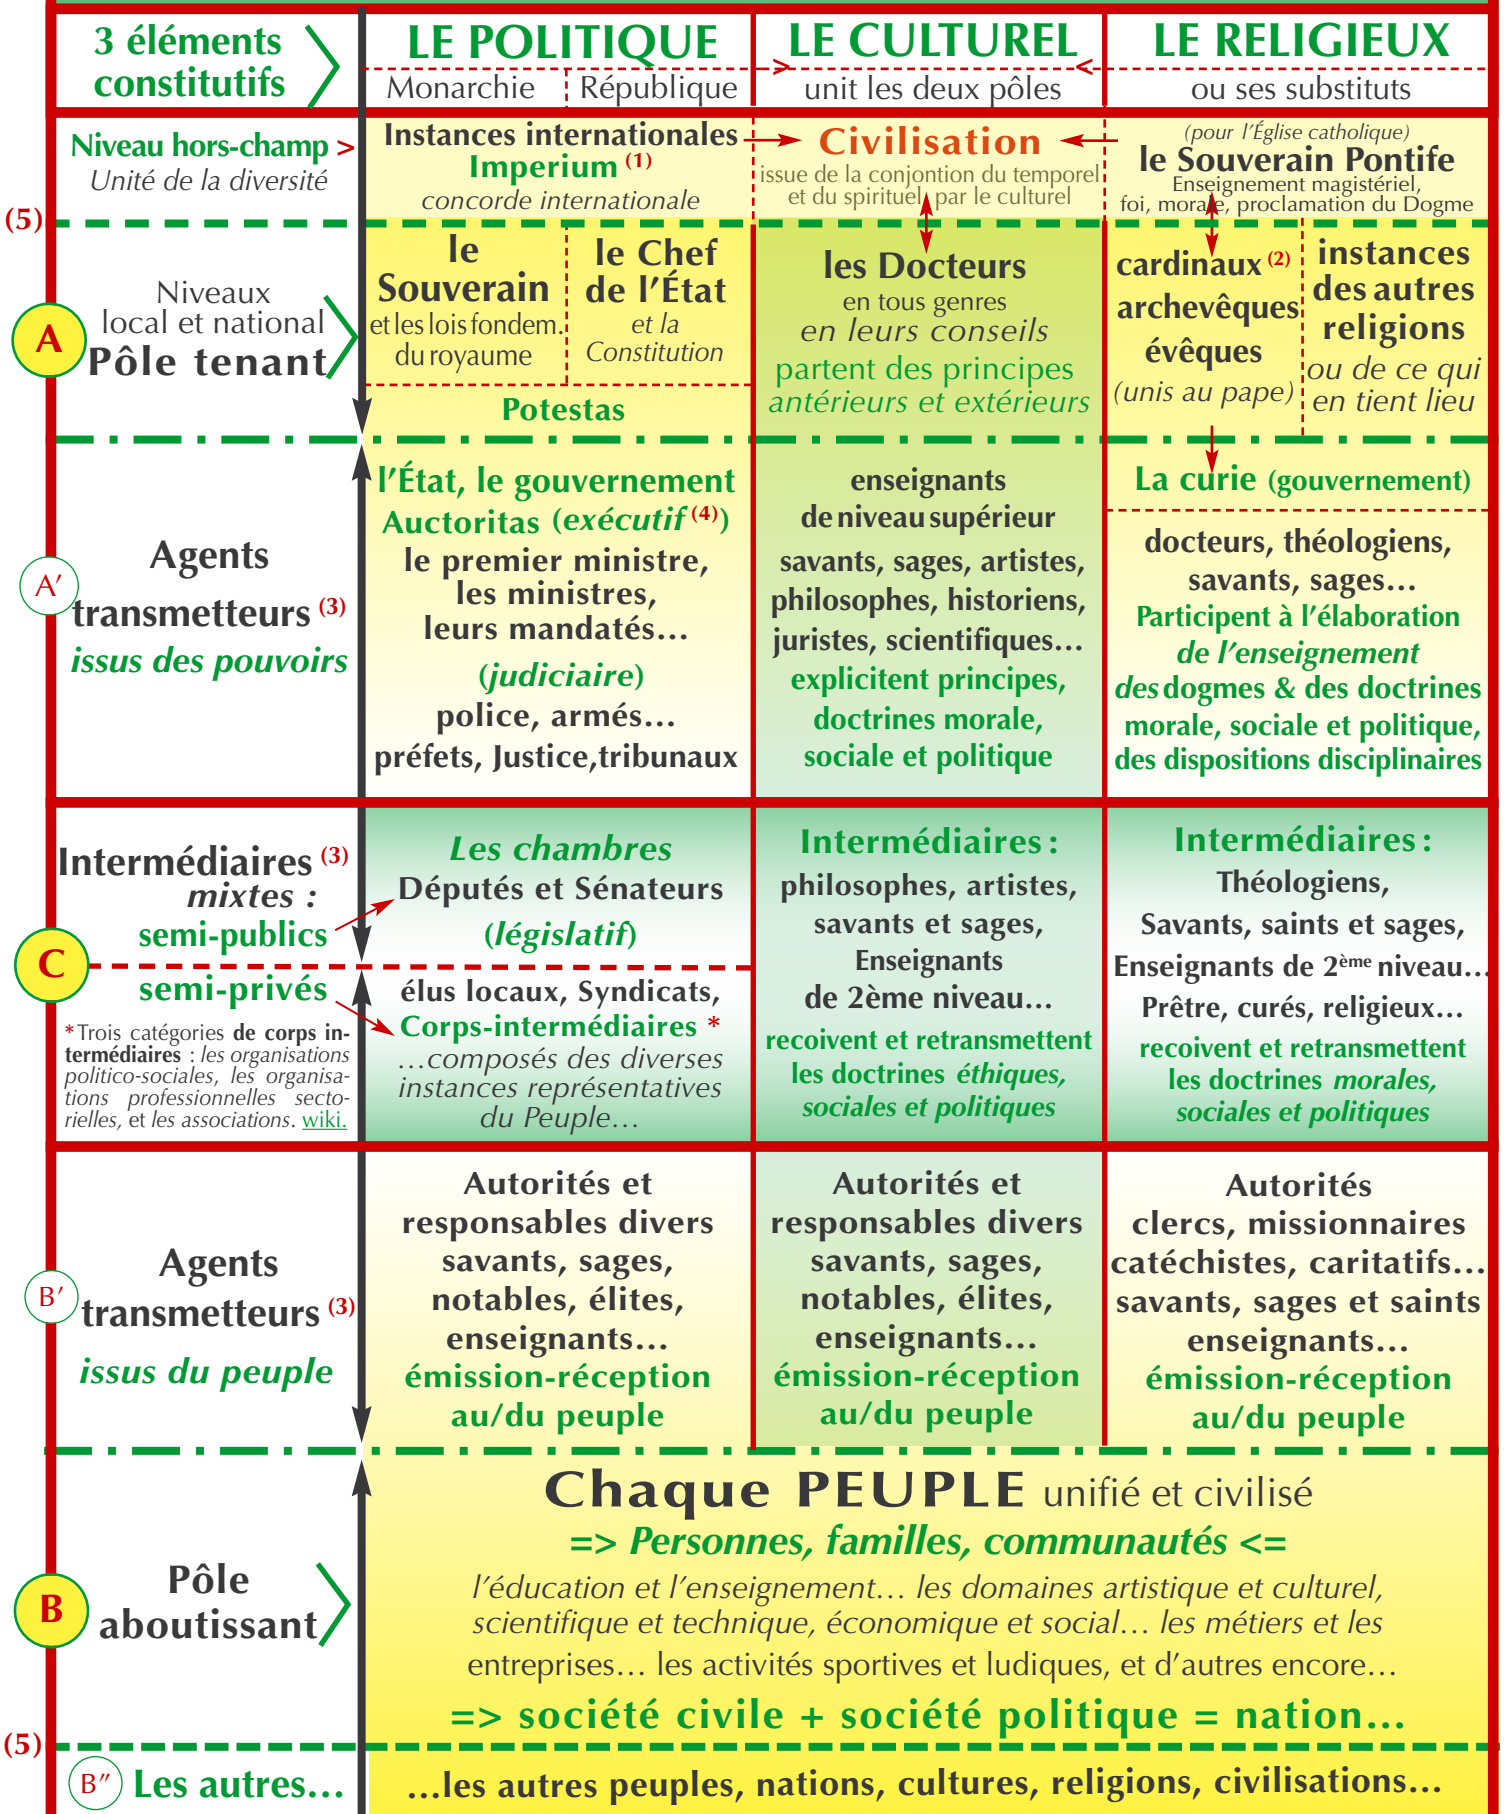 3 éléments
constitutifs
LE POLITIQUE
Monarchie
République
LE CULTUREL
> <
unit les deux pôles
LE RELIGIEUX
ou ses substituts
Niveau hors-champ >
Unité de la diversité
Instances internationales
Imperium (1)
concorde internationale
Civilisation
issue de la conjontion du temporel
et du spirituel, par le culturel
(pour l'Église catholique)
le Souverain Pontife
Enseignement magistériel,
foi, morale, proclamation du Dogme
(5)
A
Niveaux
local et national
Pôle tenant
le
Souverain
et les lois fondem.
du royaume
le Chef
de l'État
et la
Constitution
Potestas
les Docteurs
en tous genres
en leurs conseils
partent des principes
antérieurs et extérieurs
cardinaux (2)
archevêques
évêques
(unis au pape)
instances
des autres
religions
ou de ce qui
en tient lieu
A'
Agents
transmetteurs (3)
issus des pouvoirs
l'État, le gouvernement
Auctoritas (exécutif (4))
le premier ministre,
les ministres,
leurs mandatés…
(judiciaire)
police, armés…
préfets, Justice,tribunaux
enseignants
de niveau supérieur
savants, sages, artistes,
philosophes, historiens,
juristes, scientifiques…
explicitent principes,
doctrines morale,
sociale et politique
La curie (gouvernement)
docteurs, théologiens,
savants, sages…
Participent à l'élaboration
de l'enseignement
des dogmes & des doctrines
morale, sociale et politique,
des dispositions disciplinaires
C
Intermédiaires (3)
mixtes :
semi-publics
semi-privés
*Trois catégories de corps in-
termédiaires : les organisations
politico-sociales, les organisa-
tions professionnelles secto-
rielles, et les associations. wiki.
Les chambres
Députés et Sénateurs
(législatif)
élus locaux, Syndicats,
Corps-intermédiaires *
…composés des diverses
instances représentatives
du Peuple…
Intermédiaires :
philosophes, artistes,
savants et sages,
Enseignants
de 2ème niveau…
recoivent et retransmettent
les doctrines éthiques,
sociales et politiques
Intermédiaires :
Théologiens,
Savants, saints et sages,
Enseignants de 2ème niveau…
Prêtre, curés, religieux…
recoivent et retransmettent
les doctrines morales,
sociales et politiques
B'
Agents
transmetteurs (3)
issus du peuple
Autorités et
responsables divers
savants, sages,
notables, élites,
enseignants…
émission-réception
au/du peuple
Autorités et
responsables divers
savants, sages,
notables, élites,
enseignants…
émission-réception
au/du peuple
Autorités
clercs, missionnaires
catéchistes, caritatifs…
savants, sages et saints
enseignants…
émission-réception
au/du peuple
B
Pôle
aboutissant
Chaque PEUPLE unifié et civilisé
=> Personnes, familles, communautés <=
l'éducation et l'enseignement… les domaines artistique et culturel,
scientifique et technique, économique et social… les métiers et les
entreprises… les activités sportives et ludiques, et d'autres encore…
=> société civile + société politique = nation…
(5)
B''
Les autres…
…les autres peuples, nations, cultures, religions, civilisations…